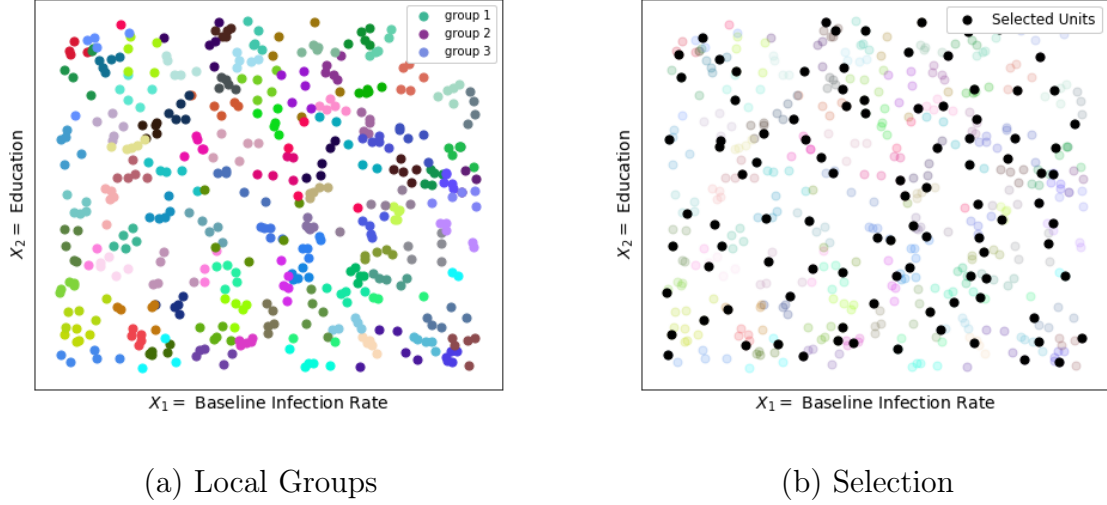 group 1
group 2
group 3
X₂ = Education
X₁ = Baseline Infection Rate
(a) Local Groups
Selected Units
X₂ = Education
X₁ = Baseline Infection Rate
(b) Selection